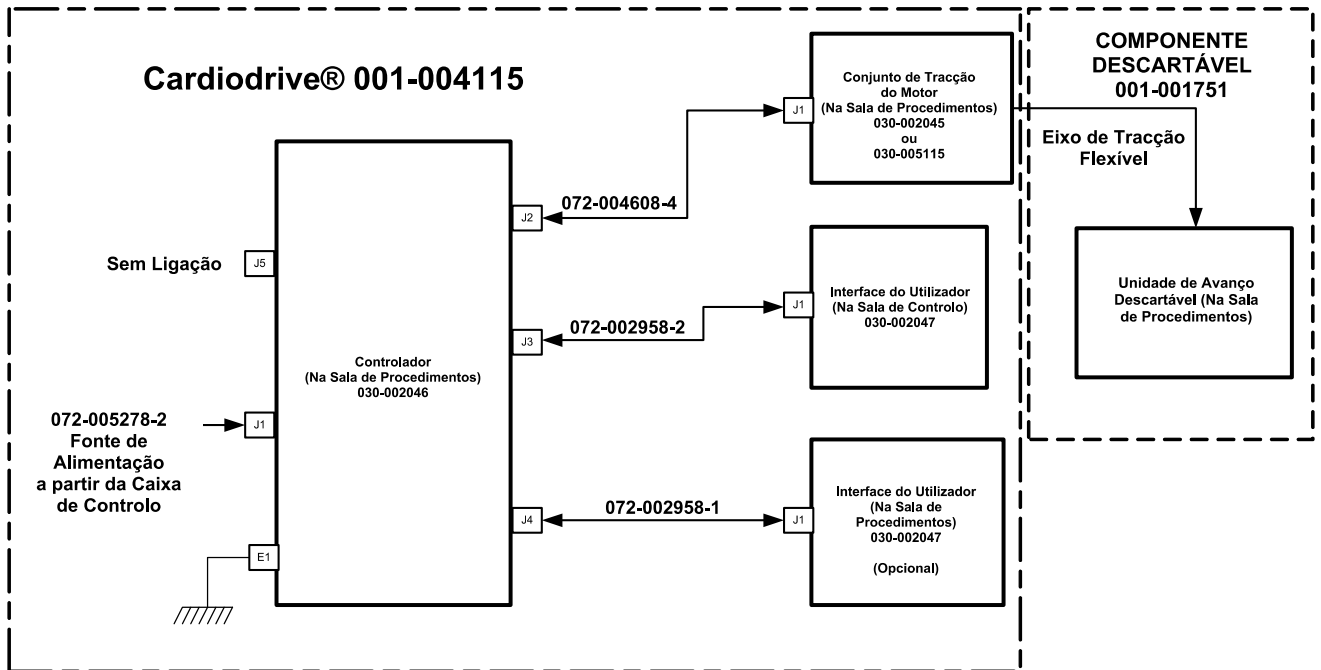 Cardiodrive® 001-004115
COMPONENTE
DESCARTÁVEL
001-001751
Conjunto de Tracção
do Motor
(Na Sala de Procedimentos)
030-002045
ou
030-005115
J1
Eixo de Tracção
Flexível
J2
072-004608-4
Sem Ligação
J5
Interface do Utilizador
(Na Sala de Controlo)
030-002047
J1
Unidade de Avanço
Descartável (Na Sala
de Procedimentos)
J3
072-002958-2
Controlador
(Na Sala de Procedimentos)
030-002046
072-005278-2
Fonte de
Alimentação
a partir da Caixa
de Controlo
J1
J4
072-002958-1
J1
Interface do Utilizador
(Na Sala de
Procedimentos)
030-002047
(Opcional)
E1